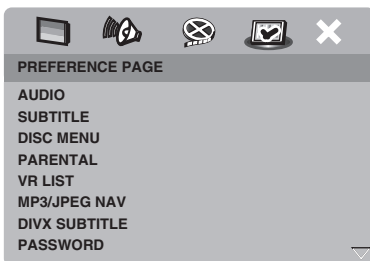 PREFERENCE PAGE
AUDIO
SUBTITLE
DISC MENU
PARENTAL
VR LIST
MP3/JPEG NAV
DIVX SUBTITLE
PASSWORD